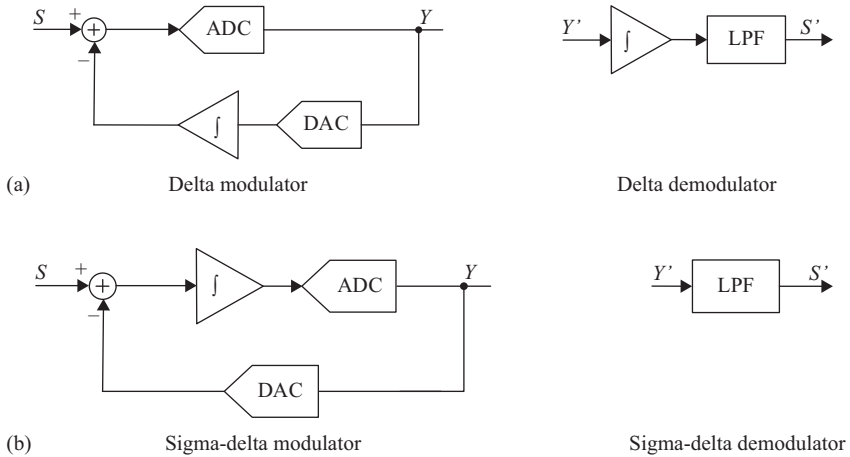 S + + ADC Y
−
∫ DAC
Y’ ∫ LPF S’
(a) Delta modulator Delta demodulator
S + + ∫ ADC Y
−
DAC
Y’ LPF S’
(b) Sigma-delta modulator Sigma-delta demodulator